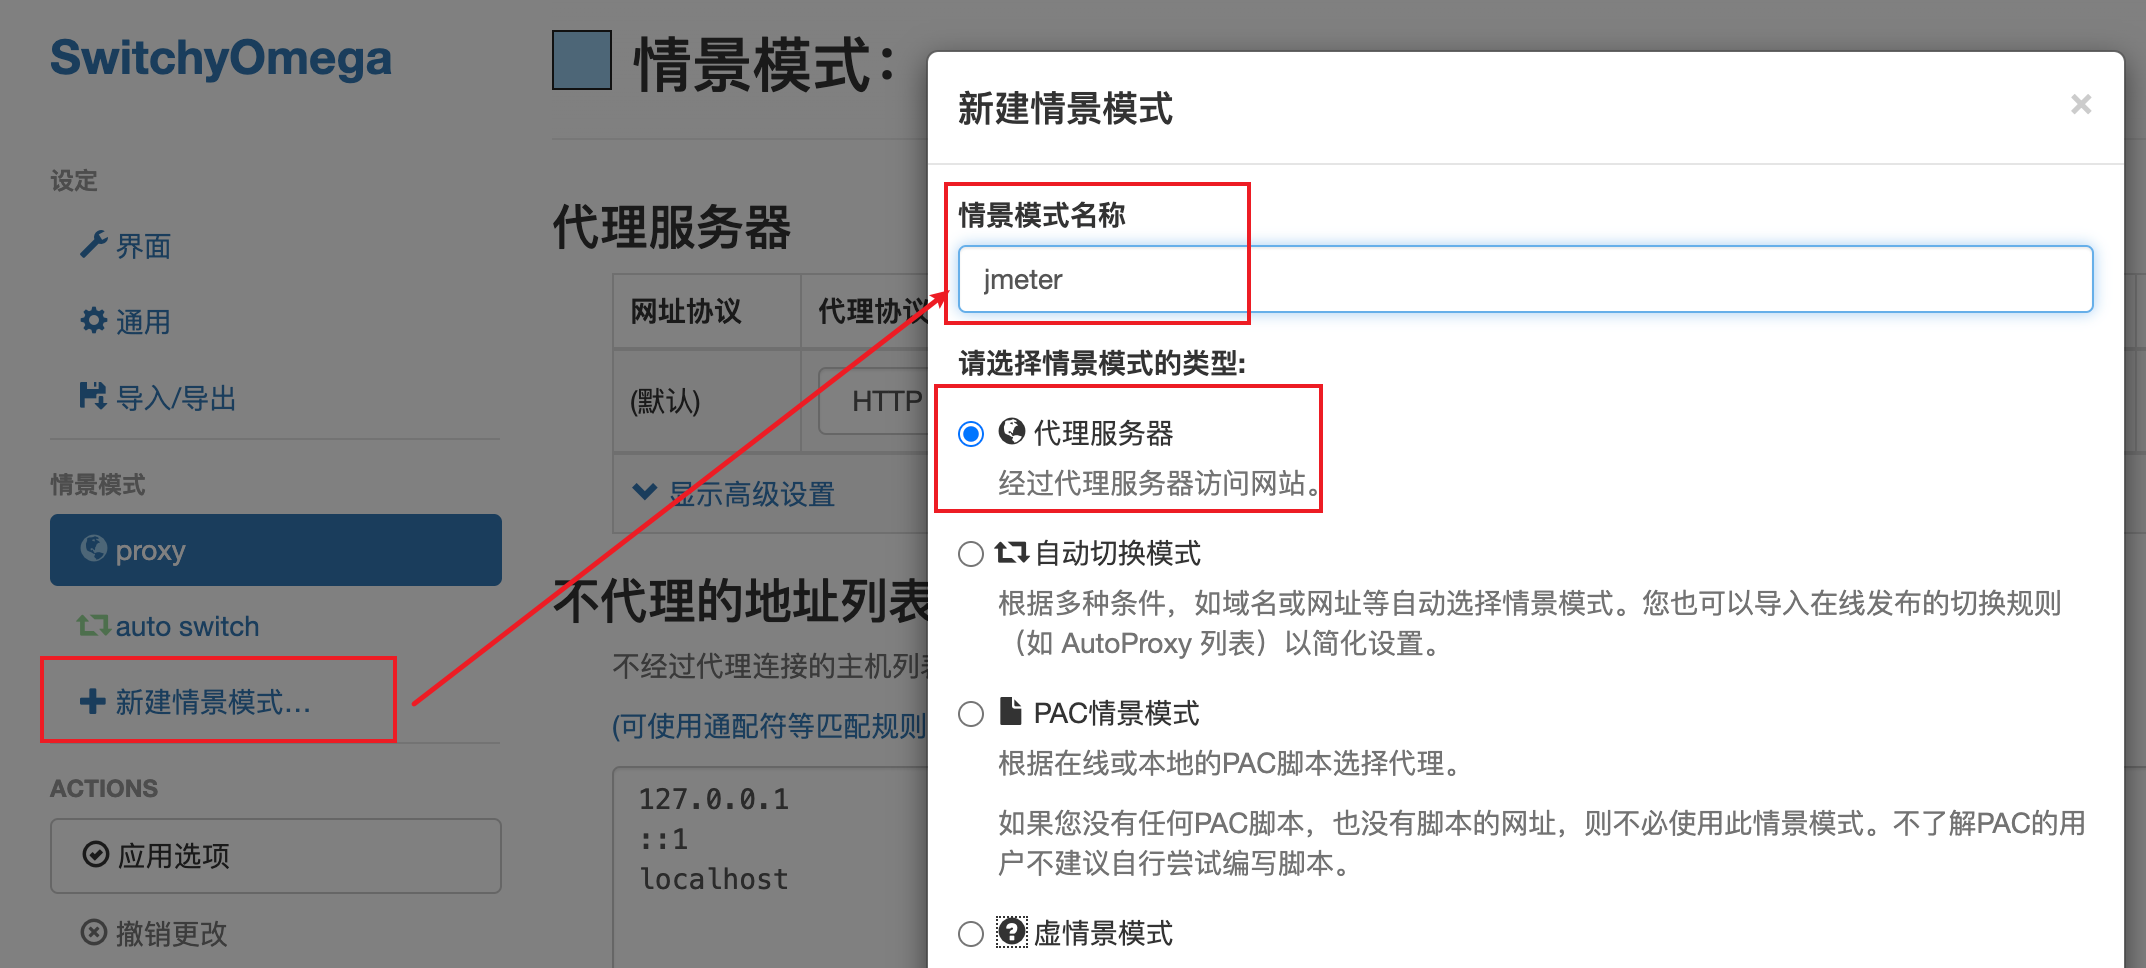 SwitchyOmega
设定
界面
通用
导入/导出
情景模式
proxy
auto switch
新建情景模式...
ACTIONS
应用选项
撤销更改
情景模式：
代理服务器
网址协议 代理协议
(默认) HTTP
显示高级设置
不代理的地址列表
不经过代理连接的主机列表
(可使用通配符等匹配规则
127.0.0.1
::1
localhost
新建情景模式
×
情景模式名称
jmeter
请选择情景模式的类型:
代理服务器
经过代理服务器访问网站。
自动切换模式
根据多种条件，如域名或网址等自动选择情景模式。您也可以导入在线发布的切换规则
（如 AutoProxy 列表）以简化设置。
PAC情景模式
根据在线或本地的PAC脚本选择代理。
如果您没有任何PAC脚本，也没有脚本的网址，则不必使用此情景模式。不了解PAC的用
户不建议自行尝试编写脚本。
虚情景模式